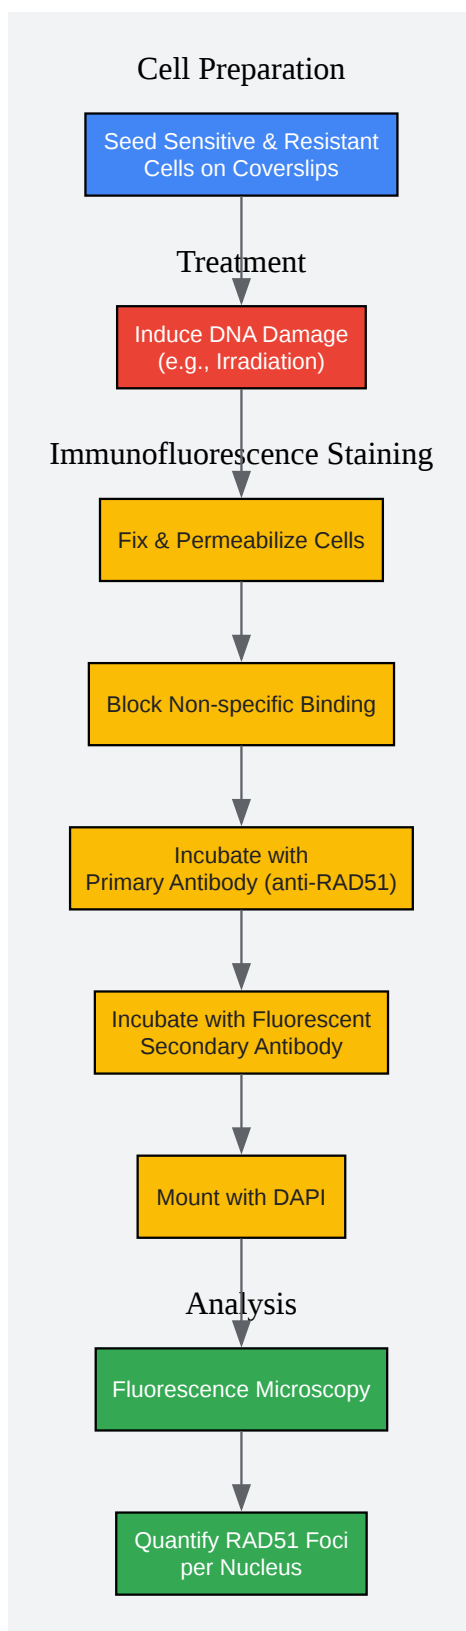 Cell Preparation
Seed Sensitive & Resistant
Cells on Coverslips
Treatment
Induce DNA Damage
(e.g., Irradiation)
Immunofluorescence Staining
Fix & Permeabilize Cells
Block Non-specific Binding
Incubate with
Primary Antibody (anti-RAD51)
Incubate with Fluorescent
Secondary Antibody
Mount with DAPI
Analysis
Fluorescence Microscopy
Quantify RAD51 Foci
per Nucleus